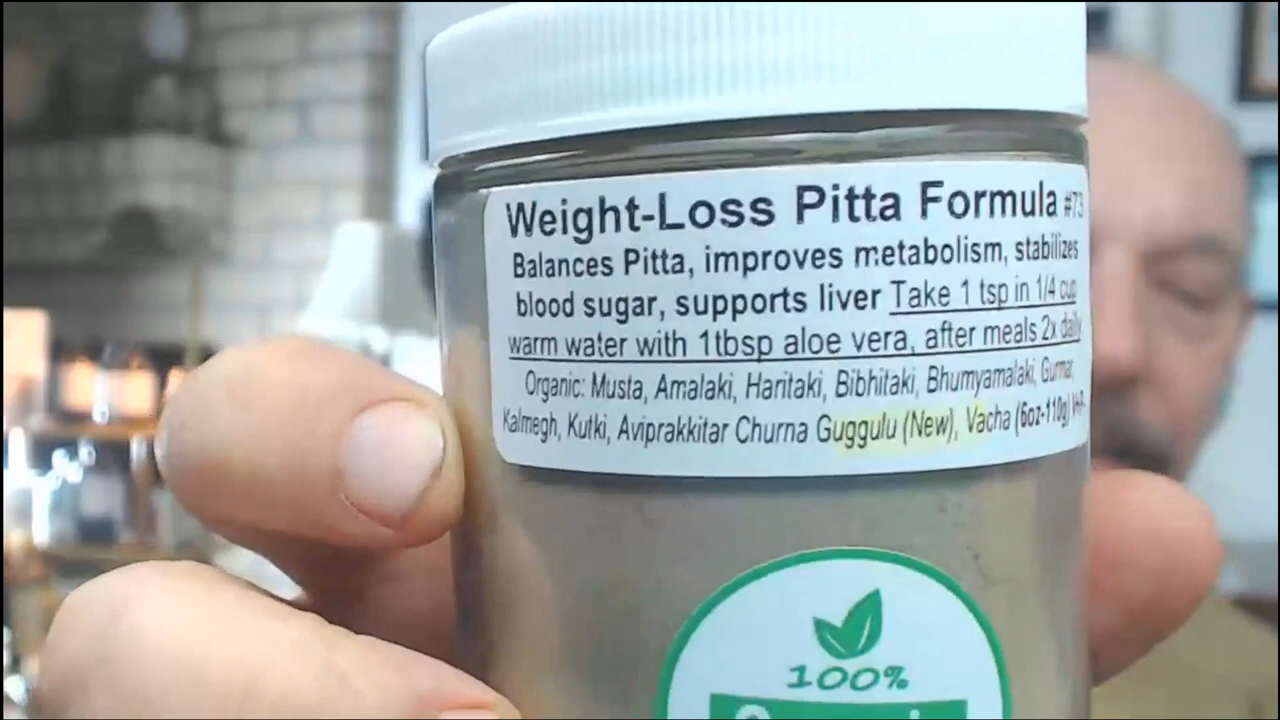 Weight-Loss Pitta Formula #73
Balances Pitta, improves metabolism, stabilizes
blood sugar, supports liver Take 1 tsp in 1/4 cup
warm water with 1tbsp aloe vera, after meals 2x daily
Organic: Musta, Amalaki, Haritaki, Bibhitaki, Bhumyamalaki, Gurmar,
Kalmegh, Kutki, Aviprakkitar Churna Guggulu (New), Vacha (6oz-110g)
100%